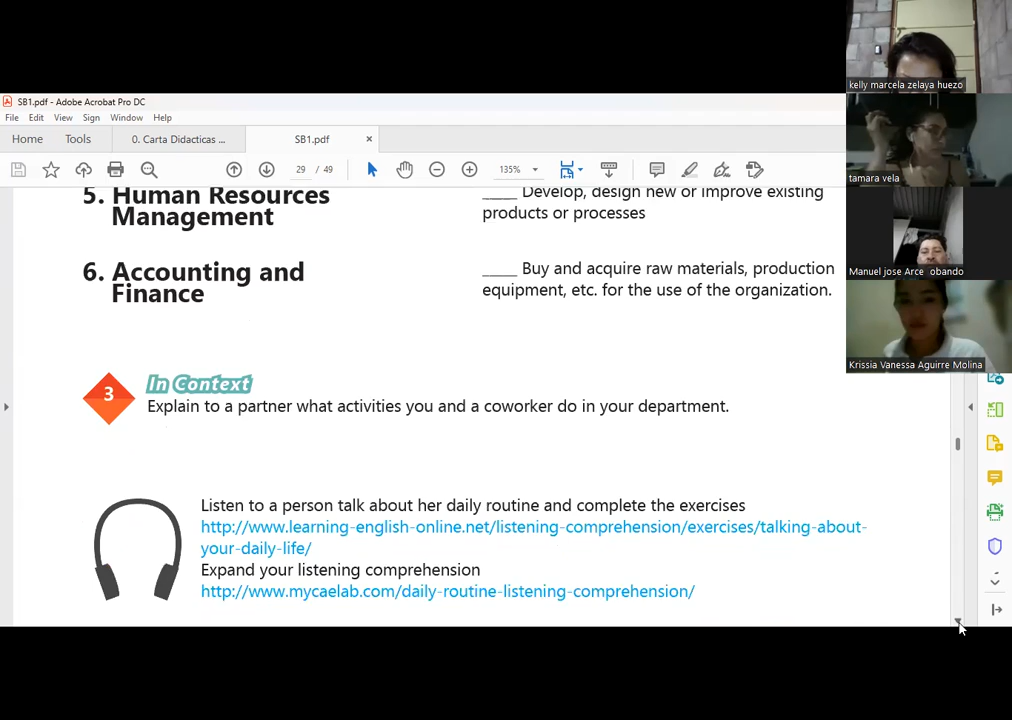 SB1.pdf - Adobe Acrobat Pro DC
File Edit View Sign Window Help
Home Tools 0. Carta Didacticas ... SB1.pdf
29 / 49 135%
5. Human Resources
Management
____ Develop, design new or improve existing
products or processes
6. Accounting and
Finance
____ Buy and acquire raw materials, production
equipment, etc. for the use of the organization.
3
In Context
Explain to a partner what activities you and a coworker do in your department.
Listen to a person talk about her daily routine and complete the exercises
http://www.learning-english-online.net/listening-comprehension/exercises/talking-about-
your-daily-life/
Expand your listening comprehension
http://www.mycaelab.com/daily-routine-listening-comprehension/
kelly marcela zelaya huezo
tamara vela
Manuel jose Arce obando
Krissia Vanessa Aguirre Molina